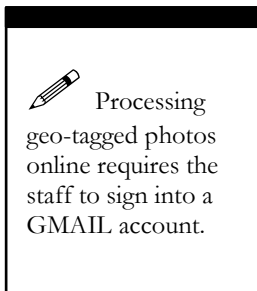 Processing
geo-tagged photos
online requires the
staff to sign into a
GMAIL account.